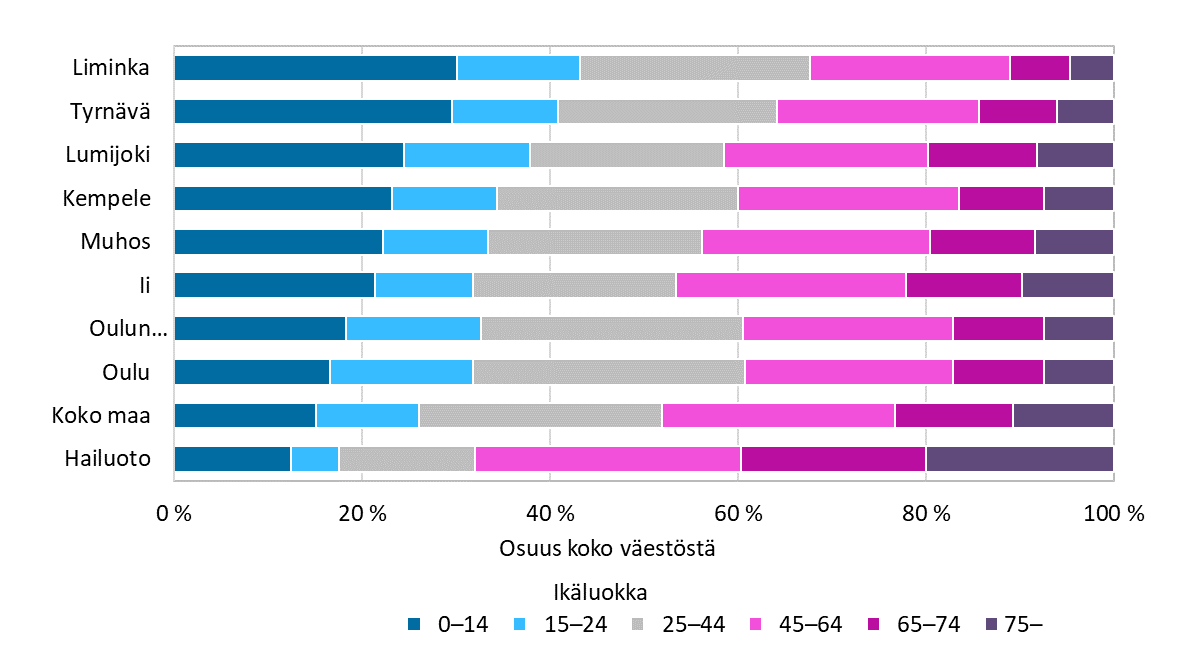 Liminka
Tyrnävä
Lumijoki
Kempele
Muhos
Ii
Oulun...
Oulu
Koko maa
Hailuoto
0 % 20 % 40 % 60 % 80 % 100 %
Osuus koko väestöstä
Ikäluokka
0–14 15–24 25–44 45–64 65–74 75–